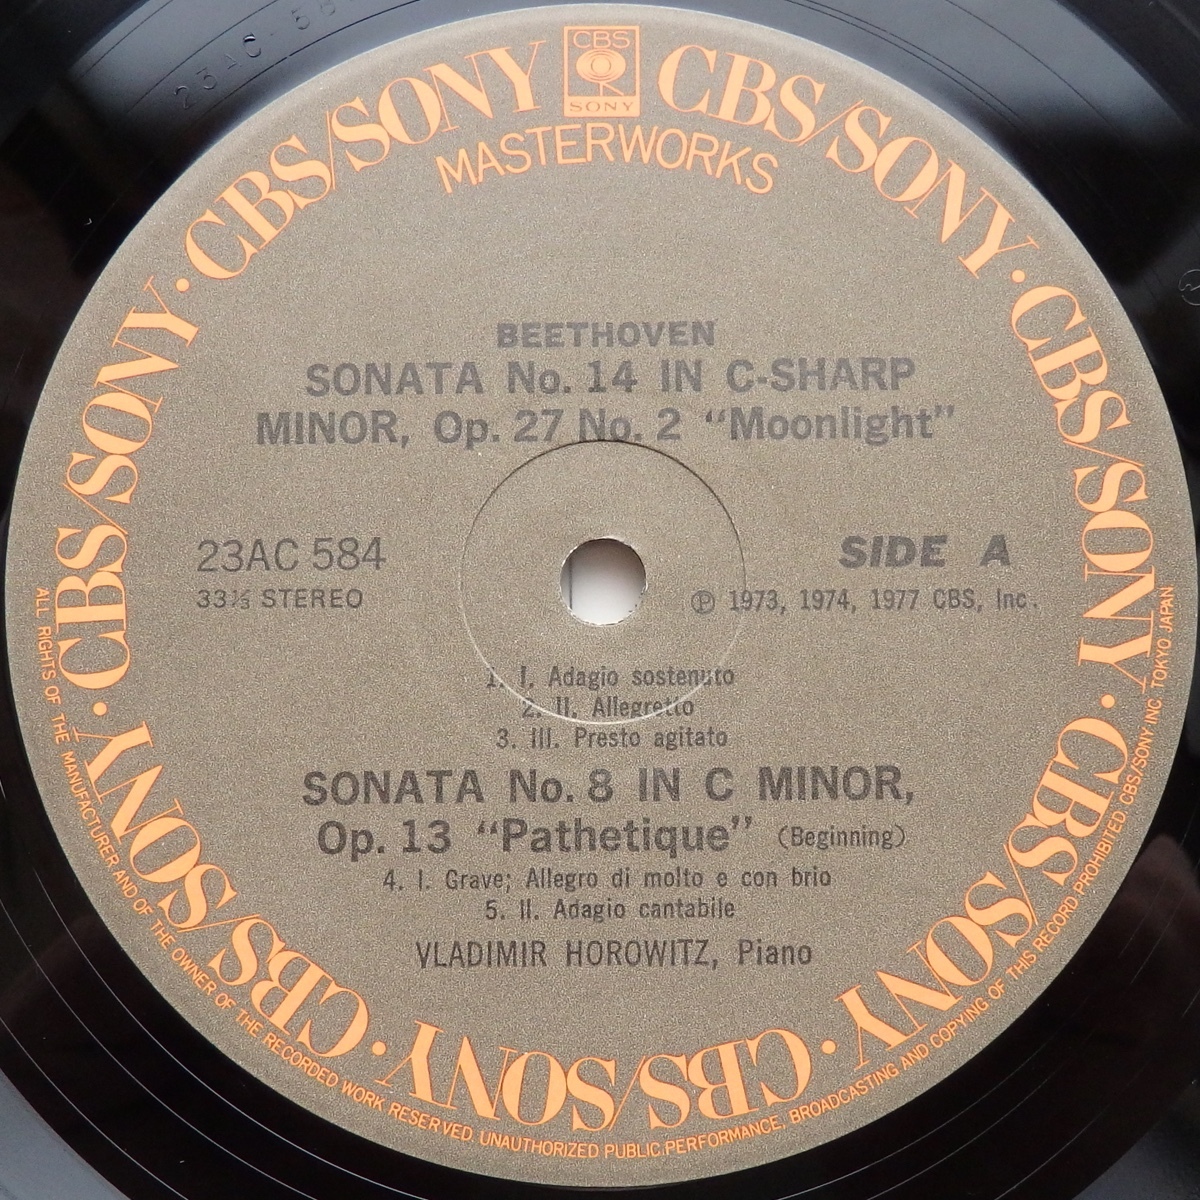 23AC 58
CBS
SONY
CBS/SONY CBS/SONY · CBS/SONY · CBS/SONY · CBS/SONY · CBS/SONY · CBS/SONY · CBS/SONY · CBS/SONY
MASTERWORKS
BEETHOVEN
SONATA No. 14 IN C-SHARP
MINOR, Op. 27 No. 2 “Moonlight”
23AC 584
33⅓ STEREO
SIDE A
Ⓟ 1973, 1974, 1977 CBS, Inc.
1. I. Adagio sostenuto
2. II. Allegretto
3. III. Presto agitato
SONATA No. 8 IN C MINOR,
Op. 13 “Pathetique” (Beginning)
4. I. Grave; Allegro di molto e con brio
5. II. Adagio cantabile
VLADIMIR HOROWITZ, Piano
ALL RIGHTS OF THE MANUFACTURER AND OF THE OWNER OF THE RECORDED WORK RESERVED. UNAUTHORIZED PUBLIC PERFORMANCE, BROADCASTING AND COPYING OF THIS RECORD PROHIBITED. CBS/SONY INC. TOKYO JAPAN